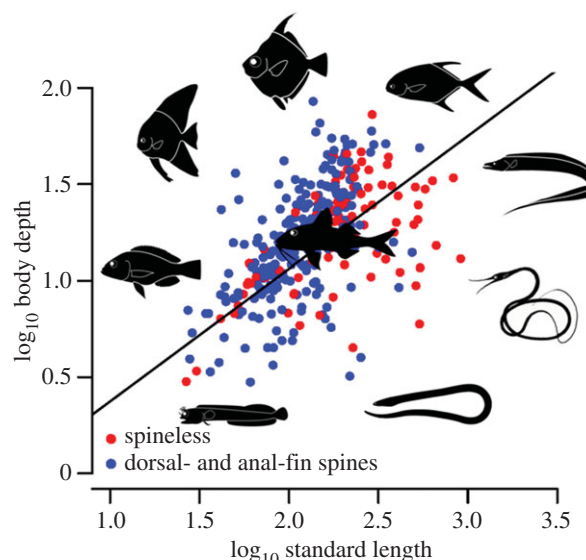 2.0
1.5
1.0
0.5
0
log10 body depth
spineless
dorsal- and anal-fin spines
1.0 1.5 2.0 2.5 3.0 3.5
log10 standard length